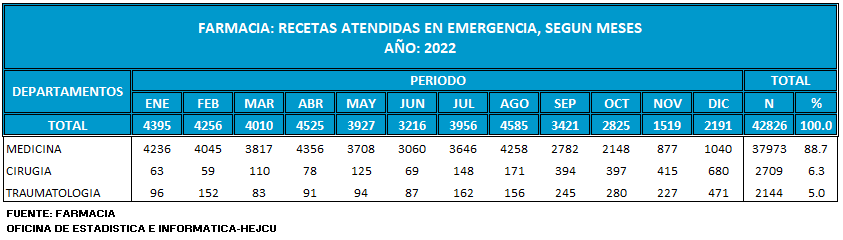 FARMACIA: RECETAS ATENDIDAS EN EMERGENCIA, SEGUN MESES
AÑO: 2022
DEPARTAMENTOS PERIODO TOTAL
ENE FEB MAR ABR MAY JUN JUL AGO SEP OCT NOV DIC N %
TOTAL 4395 4256 4010 4525 3927 3216 3956 4585 3421 2825 1519 2191 42826 100.0
MEDICINA 4236 4045 3817 4356 3708 3060 3646 4258 2782 2148 877 1040 37973 88.7
CIRUGIA 63 59 110 78 125 69 148 171 394 397 415 680 2709 6.3
TRAUMATOLOGIA 96 152 83 91 94 87 162 156 245 280 227 471 2144 5.0
FUENTE: FARMACIA
OFICINA DE ESTADISTICA E INFORMATICA-HEJCU